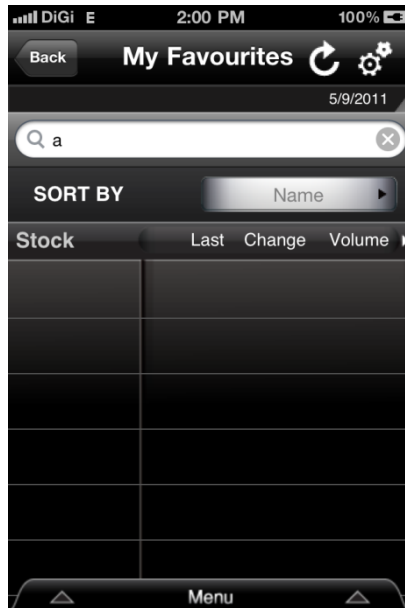 DiGi E 2:00 PM 100%
Back My Favourites
5/9/2011
a
SORT BY Name
Stock Last Change Volume
Menu